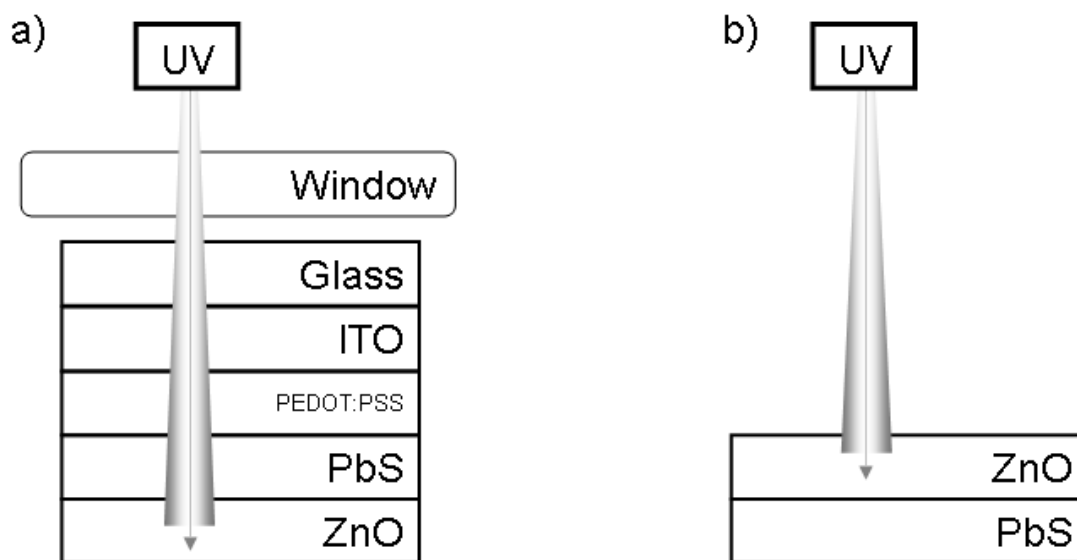 a)
UV
Window
Glass
ITO
PEDOT:PSS
PbS
ZnO
b)
UV
ZnO
PbS